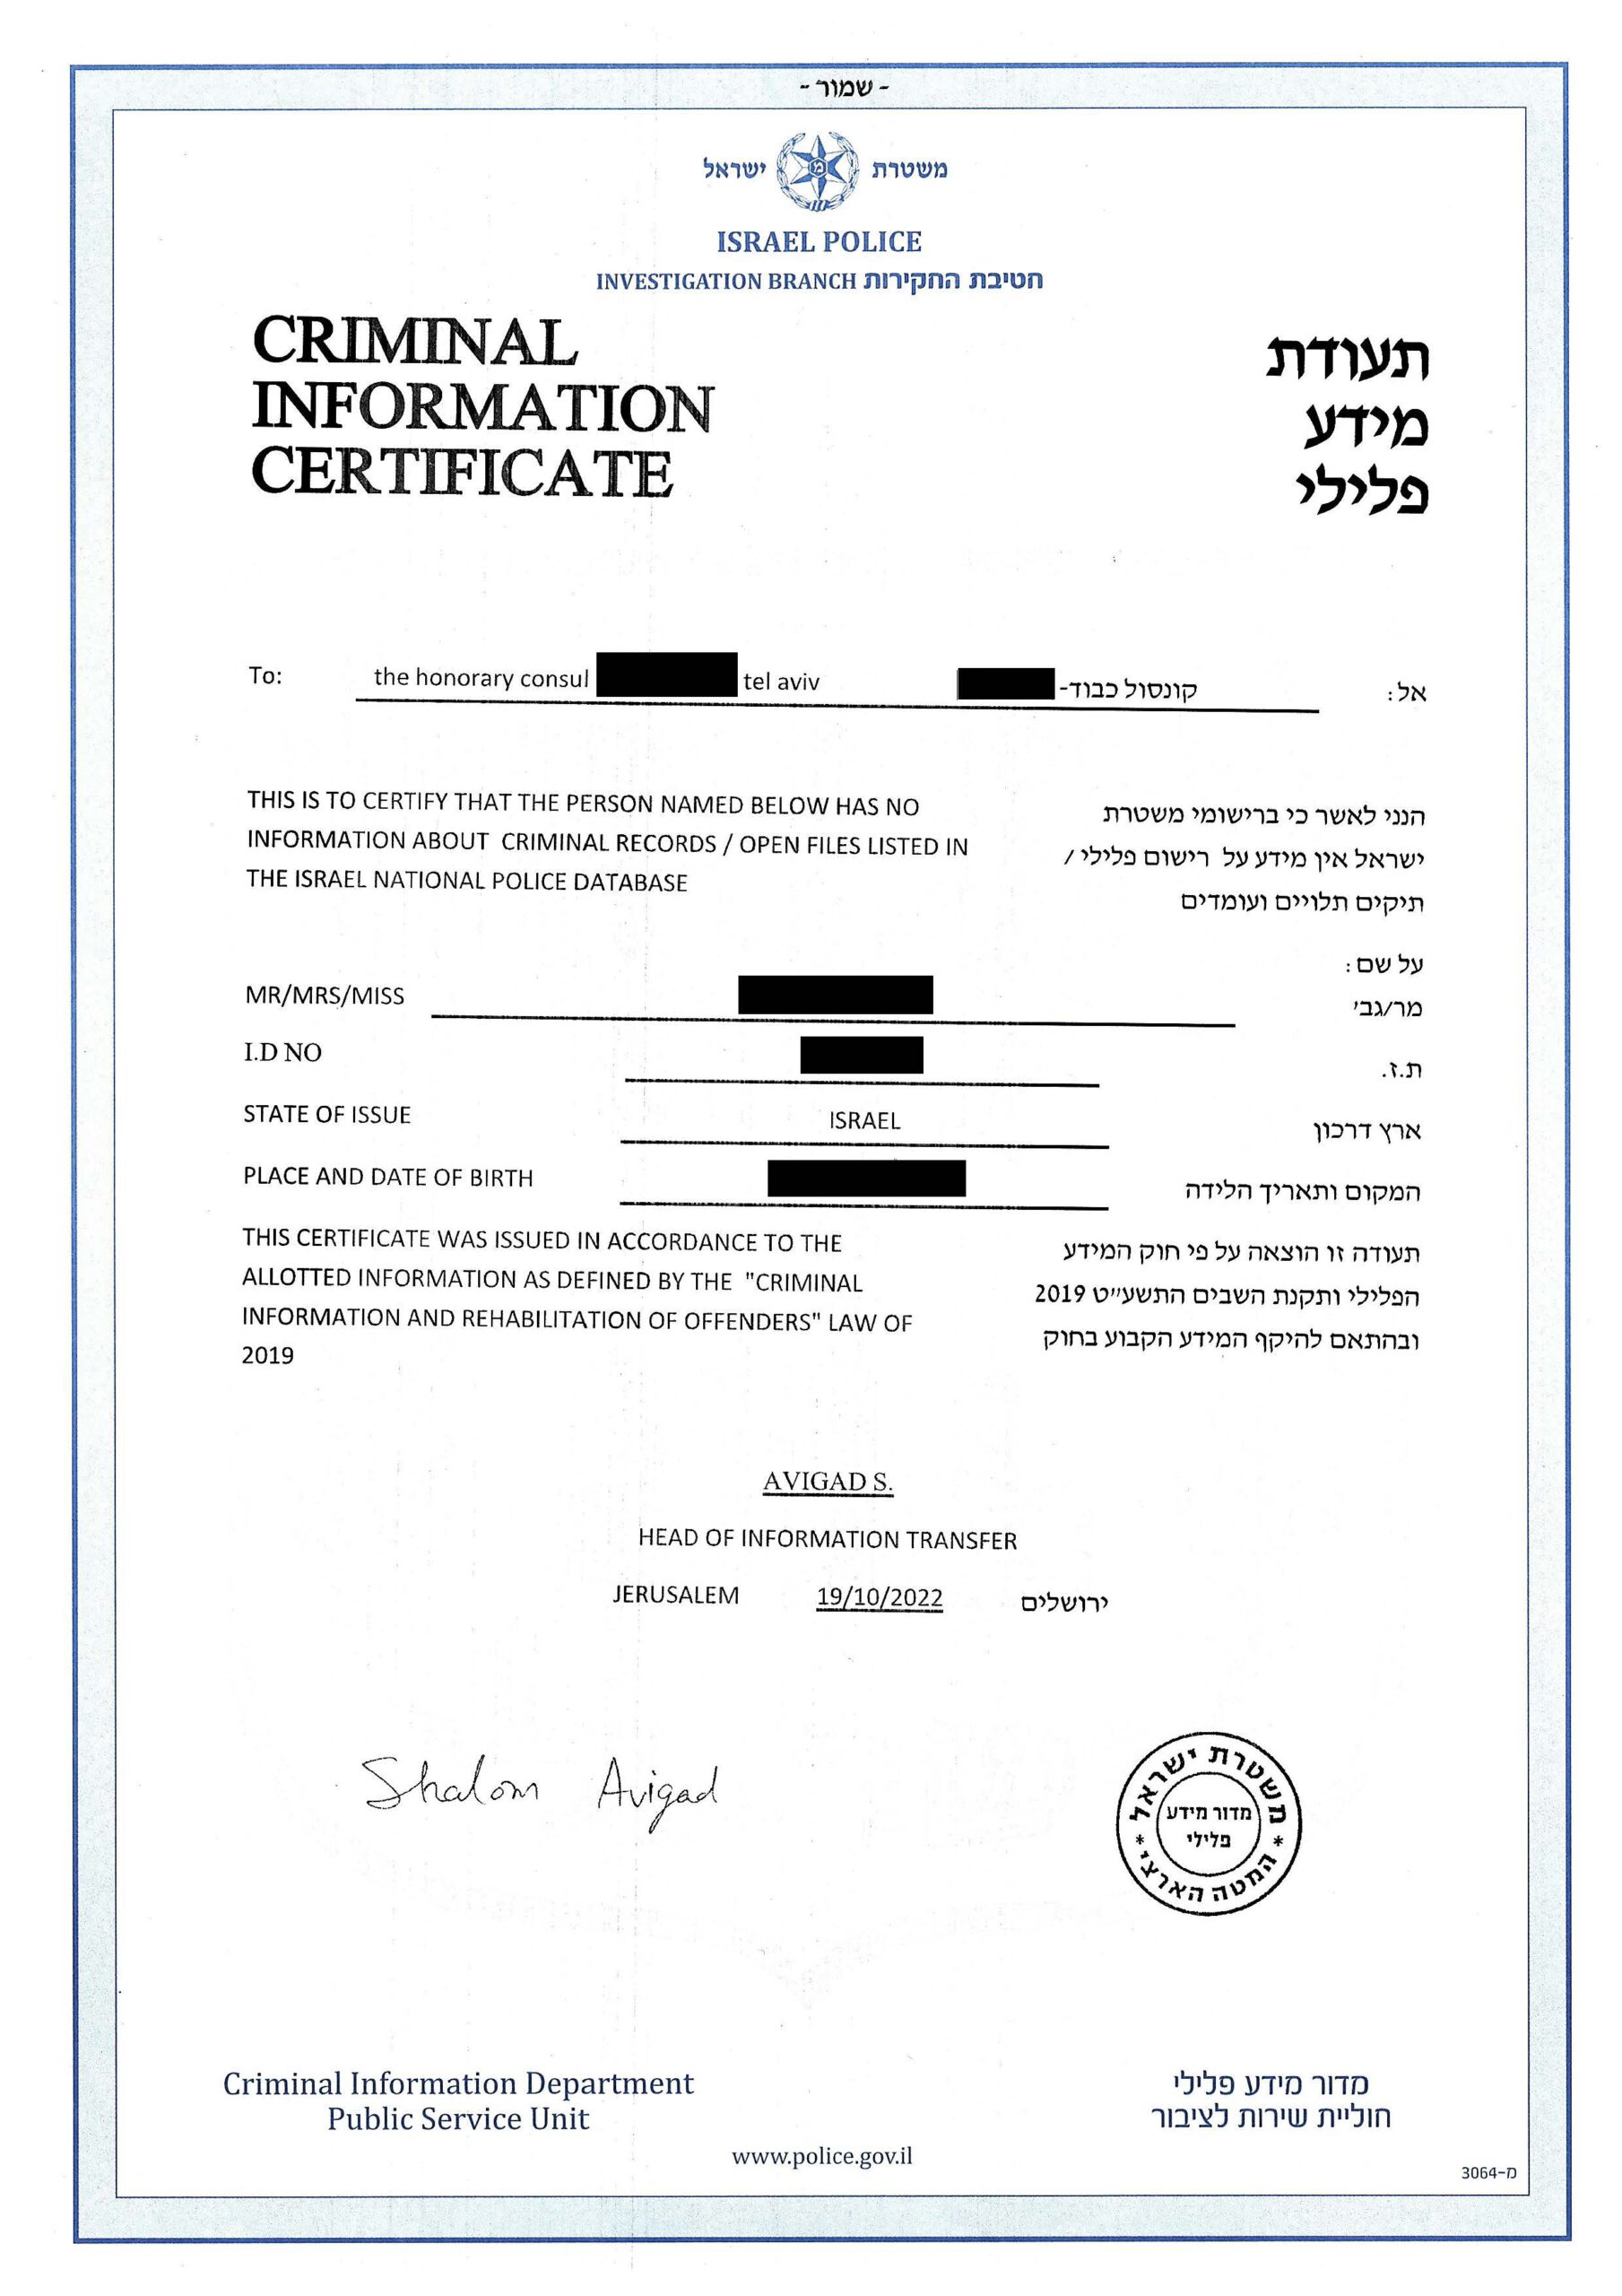 - שמור -
משטרת ישראל
ISRAEL POLICE
INVESTIGATION BRANCH חטיבת החקירות
CRIMINAL
INFORMATION
CERTIFICATE
תעודת
מידע
פלילי
To: the honorary consul tel aviv
אל: קונסול כבוד-
THIS IS TO CERTIFY THAT THE PERSON NAMED BELOW HAS NO
INFORMATION ABOUT CRIMINAL RECORDS / OPEN FILES LISTED IN
THE ISRAEL NATIONAL POLICE DATABASE
הנני לאשר כי ברישומי משטרת
ישראל אין מידע על רישום פלילי /
תיקים תלויים ועומדים
על שם:
MR/MRS/MISS
מר/גב'
I.D NO
ת.ז.
STATE OF ISSUE ISRAEL ארץ דרכון
PLACE AND DATE OF BIRTH
המקום ותאריך הלידה
THIS CERTIFICATE WAS ISSUED IN ACCORDANCE TO THE
ALLOTTED INFORMATION AS DEFINED BY THE "CRIMINAL
INFORMATION AND REHABILITATION OF OFFENDERS" LAW OF
2019
תעודה זו הוצאה על פי חוק המידע
הפלילי ותקנת השבים התשע"ט 2019
ובהתאם להיקף המידע הקבוע בחוק
AVIGAD S.
HEAD OF INFORMATION TRANSFER
JERUSALEM 19/10/2022 ירושלים
Shalom Avigad
משטרת ישראל
מדור מידע
פלילי
* המטה הארצי *
Criminal Information Department
Public Service Unit
מדור מידע פלילי
חוליית שירות לציבור
www.police.gov.il
מ-3064